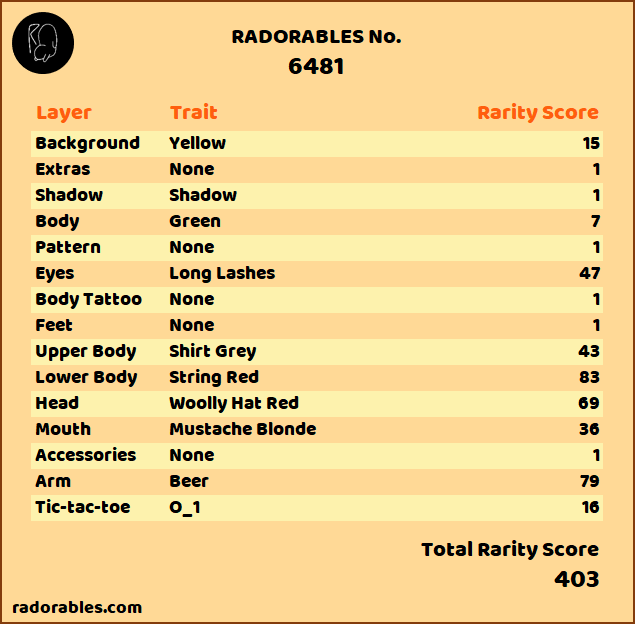 RADORABLES No.
6481
Layer Trait Rarity Score
Background Yellow 15
Extras None 1
Shadow Shadow 1
Body Green 7
Pattern None 1
Eyes Long Lashes 47
Body Tattoo None 1
Feet None 1
Upper Body Shirt Grey 43
Lower Body String Red 83
Head Woolly Hat Red 69
Mouth Mustache Blonde 36
Accessories None 1
Arm Beer 79
Tic-tac-toe O_1 16
Total Rarity Score
403
radorables.com